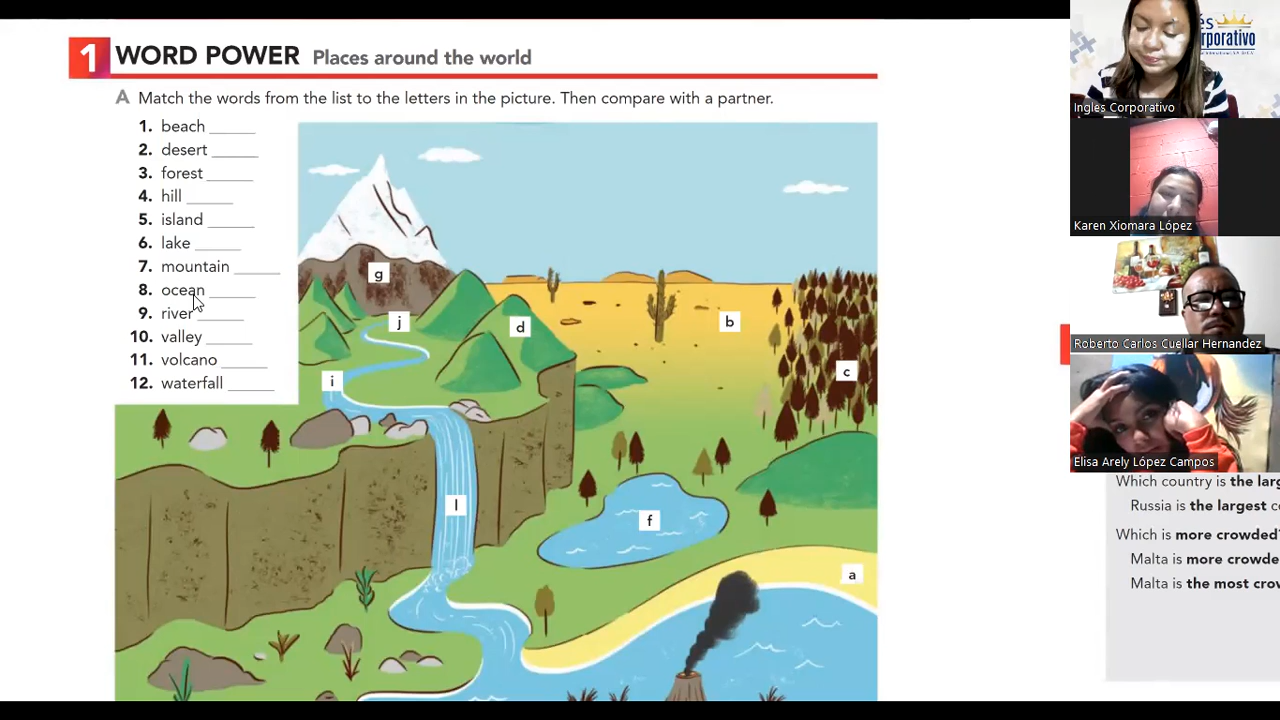 1 WORD POWER Places around the world
A Match the words from the list to the letters in the picture. Then compare with a partner.
1. beach
2. desert
3. forest
4. hill
5. island
6. lake
7. mountain
8. ocean
9. river
10. valley
11. volcano
12. waterfall
g
j
d
b
i
c
l
f
a
Ingles Corporativo
Karen Xiomara López
Roberto Carlos Cuellar Hernandez
Elisa Arely López Campos
Which country is the
Russia is the largest
Which is more crowded
Malta is more
Malta is the most